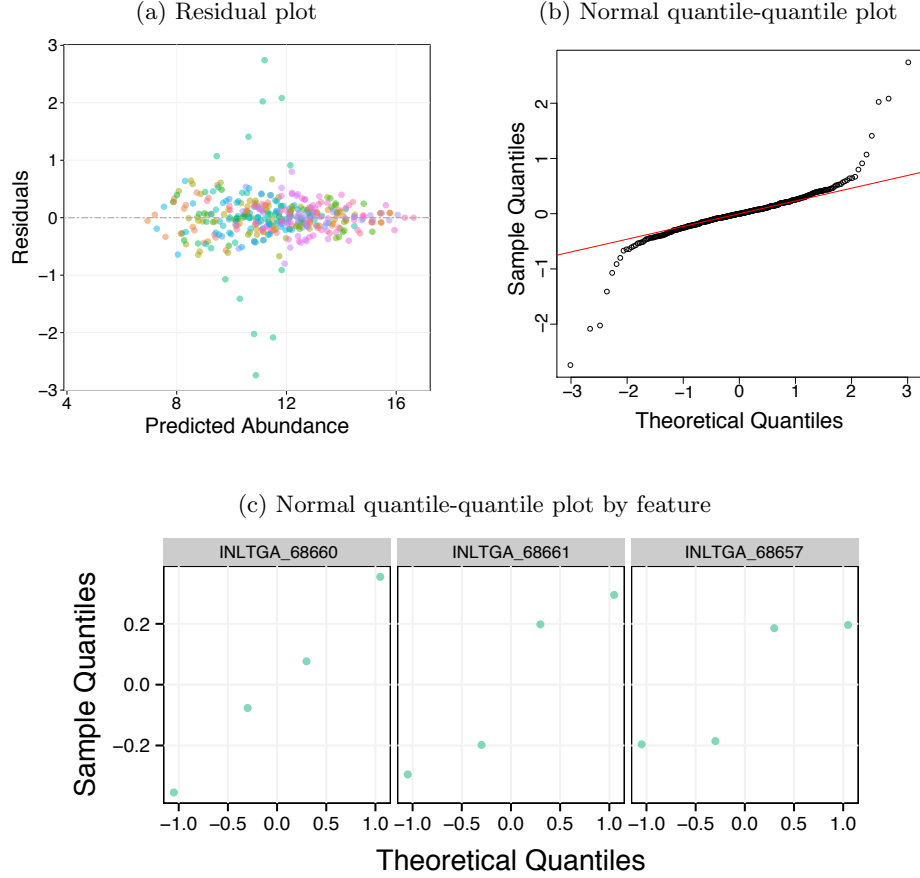 (a) Residual plot
3
2
1
0
−1
−2
−3
4 8 12 16
Residuals
Predicted Abundance
(b) Normal quantile-quantile plot
2
1
0
−1
−2
−3 −2 −1 0 1 2 3
Sample Quantiles
Theoretical Quantiles
(c) Normal quantile-quantile plot by feature
INLTGA_68660 INLTGA_68661 INLTGA_68657
0.2
0.0
−0.2
Sample Quantiles
−1.0 −0.5 0.0 0.5 1.0 −1.0 −0.5 0.0 0.5 1.0 −1.0 −0.5 0.0 0.5 1.0
Theoretical Quantiles